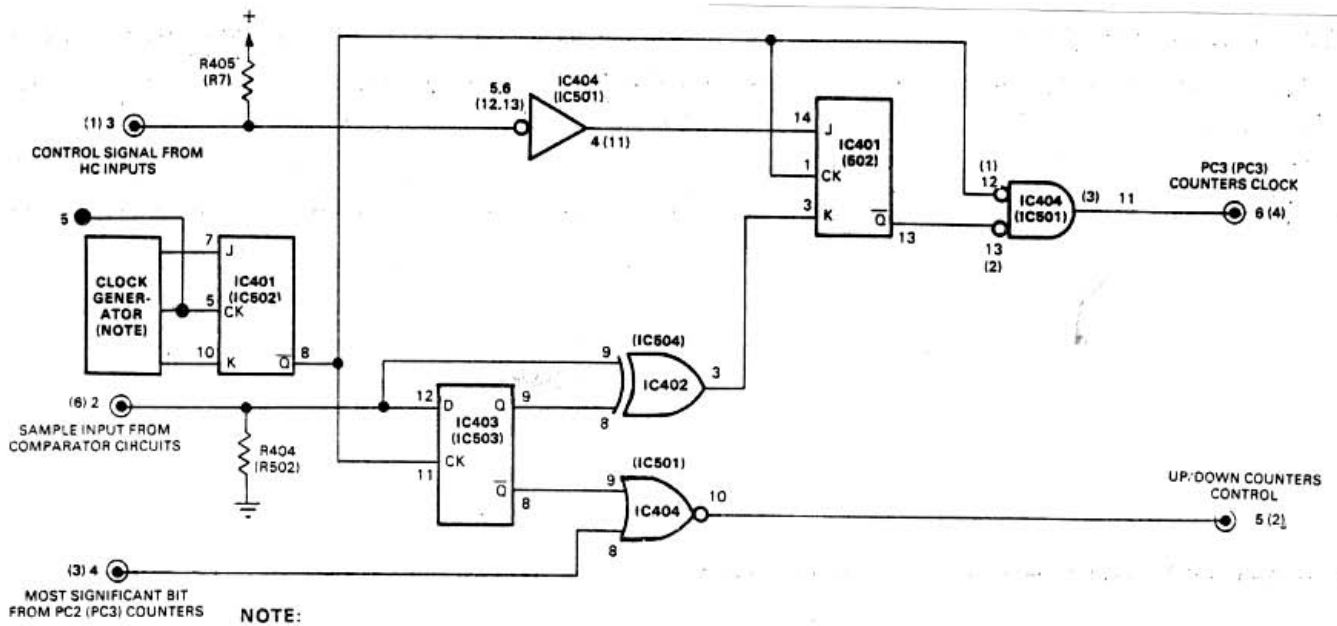 +
R405
(R7)
(1) 3
CONTROL SIGNAL FROM
HC INPUTS
5,6
(12,13)
IC404
(IC501)
4 (11)
14
J
IC401
(502)
1
CK
3
K
Q
13
(1)
12
IC404
(IC501)
13
(2)
(3)
11
PC3 (PC3)
COUNTERS CLOCK
6 (4)
5
CLOCK
GENER-
ATOR
(NOTE)
7
J
IC401
(IC502)
5
CK
10
K
Q
8
(6) 2
SAMPLE INPUT FROM
COMPARATOR CIRCUITS
R404
(R502)
12
D
Q
9
IC403
(IC503)
11
CK
Q
8
(IC504)
9
IC402
3
8
(IC501)
9
IC404
10
8
UP/DOWN COUNTERS
CONTROL
5 (2)
(3) 4
MOST SIGNIFICANT BIT
FROM PC2 (PC3) COUNTERS
NOTE: